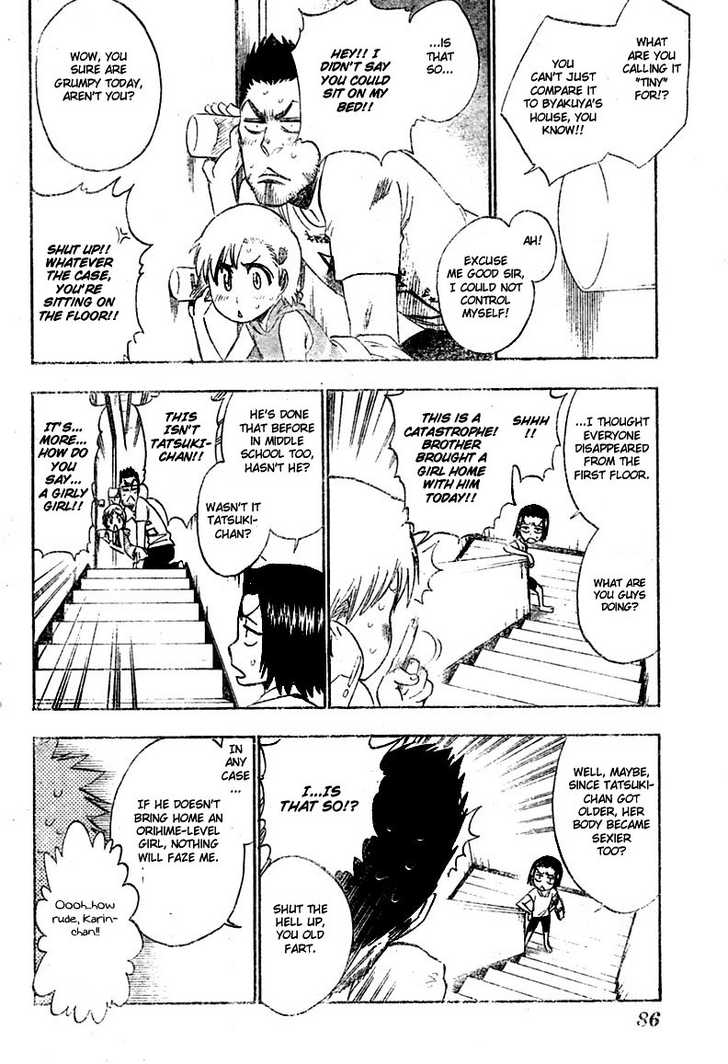 WHAT
ARE YOU
CALLING IT
"TINY"
FOR!?
YOU
CAN'T JUST
COMPARE IT
TO BYAKUYA'S
HOUSE, YOU
KNOW!!
...IS
THAT
SO...
HEY!! I
DIDN'T SAY
YOU COULD
SIT ON MY
BED!!
WOW, YOU
SURE ARE
GRUMPY TODAY,
AREN'T YOU?
AH!
EXCUSE
ME GOOD SIR,
I COULD NOT
CONTROL
MYSELF!
SHUT UP!!
WHATEVER
THE CASE,
YOU'RE
SITTING ON
THE FLOOR!!
...I THOUGHT
EVERYONE
DISAPPEARED
FROM THE
FIRST FLOOR.
WHAT ARE
YOU GUYS
DOING?
SHHH
!!
THIS IS A
CATASTROPHE!
BROTHER
BROUGHT A
GIRL HOME
WITH HIM
TODAY!!
HE'S DONE
THAT BEFORE
IN MIDDLE
SCHOOL TOO,
HASN'T HE?
WASN'T IT
TATSUKI-
CHAN?
THIS
ISN'T
TATSUKI-
CHAN!!
IT'S...
MORE...
HOW DO
YOU
SAY...
A GIRLY
GIRL!!
WELL, MAYBE,
SINCE TATSUKI-
CHAN GOT
OLDER, HER
BODY BECAME
SEXIER
TOO?
I...IS
THAT SO!?
SHUT THE
HELL UP,
YOU OLD
FART.
IN
ANY
CASE
...
IF HE DOESN'T
BRING HOME AN
ORIHIME-LEVEL
GIRL, NOTHING
WILL FAZE ME.
Oooh...how
rude, Karin-
chan!!
86